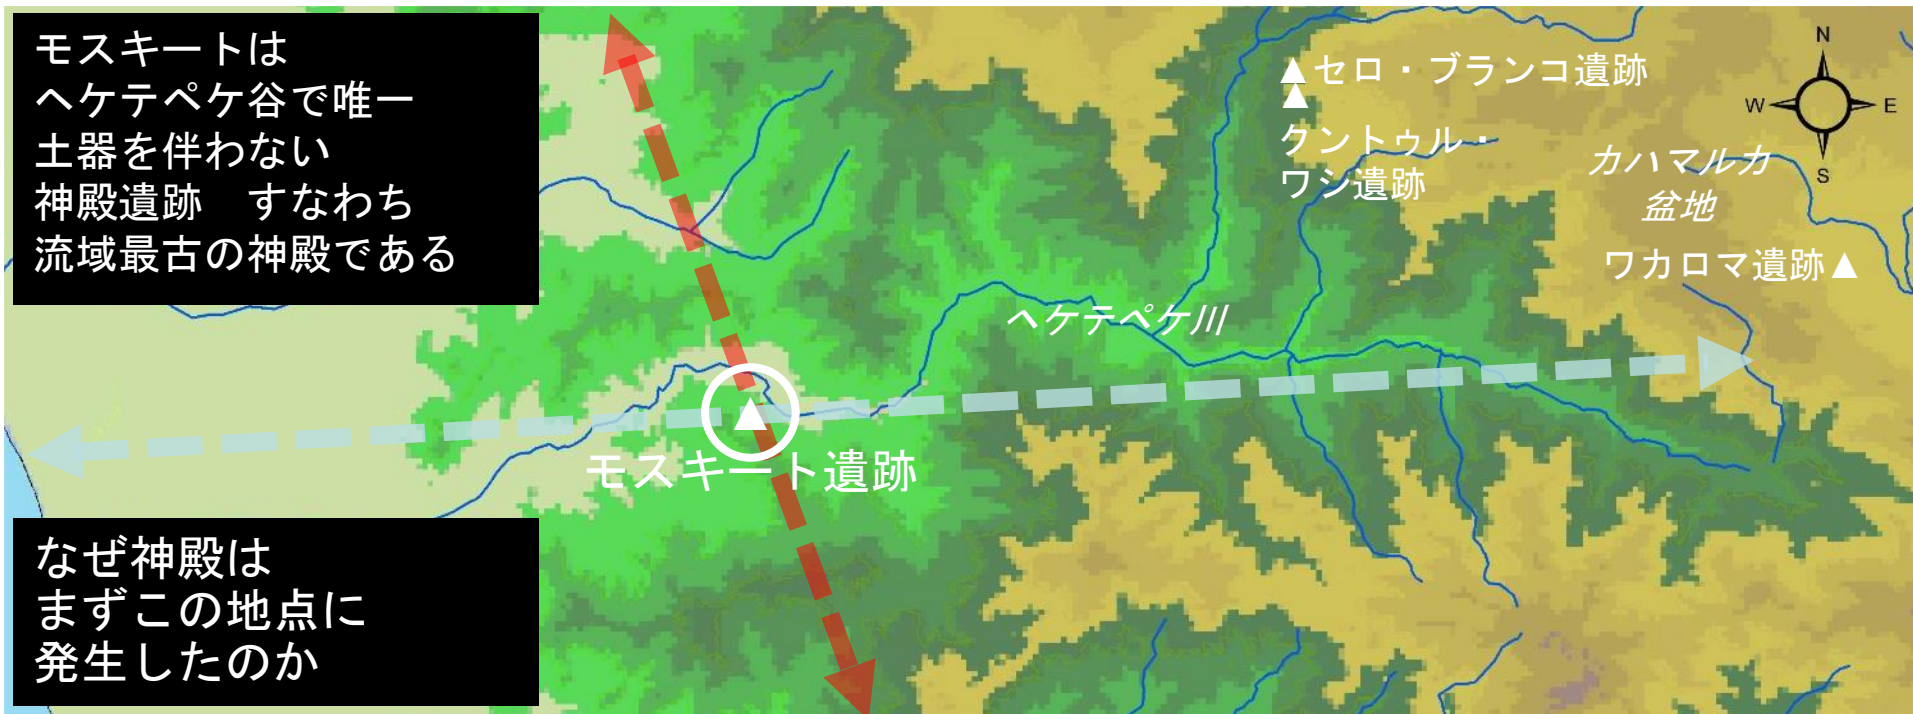 モスキートは
ヘケテペケ谷で唯一
土器を伴わない
神殿遺跡　すなわち
流域最古の神殿である
▲セロ・ブランコ遺跡
▲
クントゥル・
ワシ遺跡
N
W
E
S
カハマルカ
盆地
ワカロマ遺跡▲
ヘケテペケ川
▲
モスキート遺跡
なぜ神殿は
まずこの地点に
発生したのか